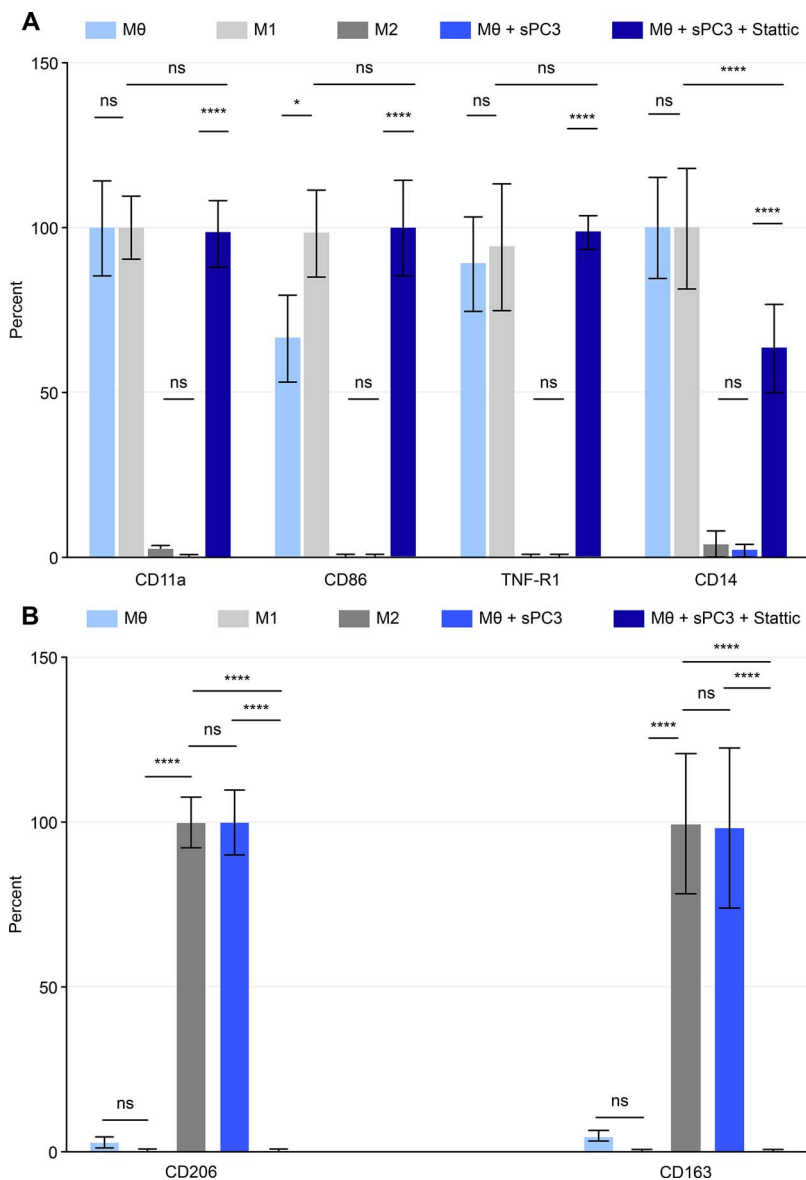 A
Mθ M1 M2 Mθ + sPC3 Mθ + sPC3 + Stattic
150
ns ns ns ****
ns **** * **** ns **** ns
****
100
Percent
50
ns ns ns ns
0
CD11a CD86 TNF-R1 CD14
B
Mθ M1 M2 Mθ + sPC3 Mθ + sPC3 + Stattic
150
****
**** ****
**** ns
ns ****
****
100
Percent
50
ns ns
0
CD206 CD163